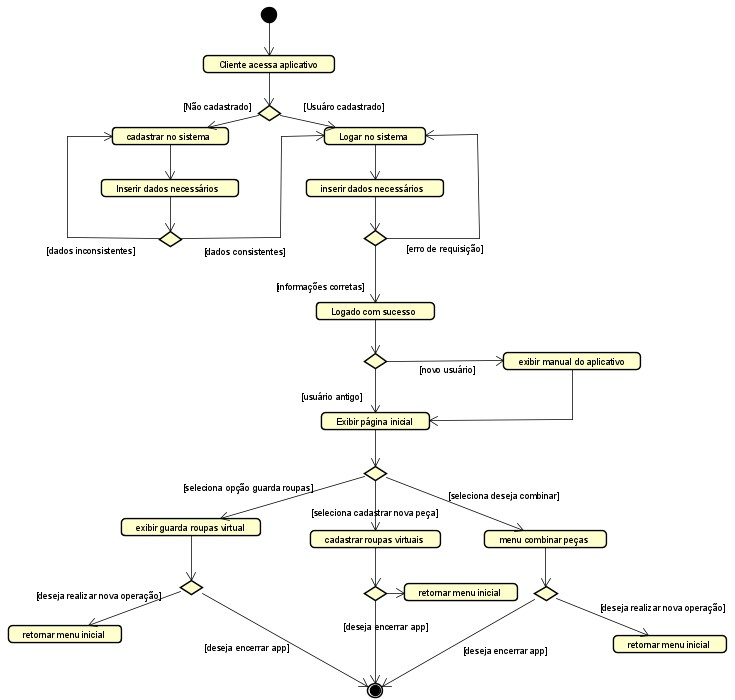 Cliente acessa aplicativo
[Não cadastrado]
[Usuáro cadastrado]
cadastrar no sistema
Logar no sistema
Inserir dados necessários
inserir dados necessários
[dados inconsistentes]
[dados consistentes]
[erro de requisição]
[informações corretas]
Logado com sucesso
[novo usuário]
exibir manual do aplicativo
[usuário antigo]
Exibir página inicial
[seleciona opção guarda roupas]
[seleciona cadastrar nova peça]
[seleciona deseja combinar]
exibir guarda roupas virtual
cadastrar roupas virtuais
menu combinar peças
[deseja realizar nova operação]
retornar menu inicial
[deseja realizar nova operação]
retornar menu inicial
[deseja encerrar app]
retornar menu inicial
[deseja encerrar app]
[deseja encerrar app]